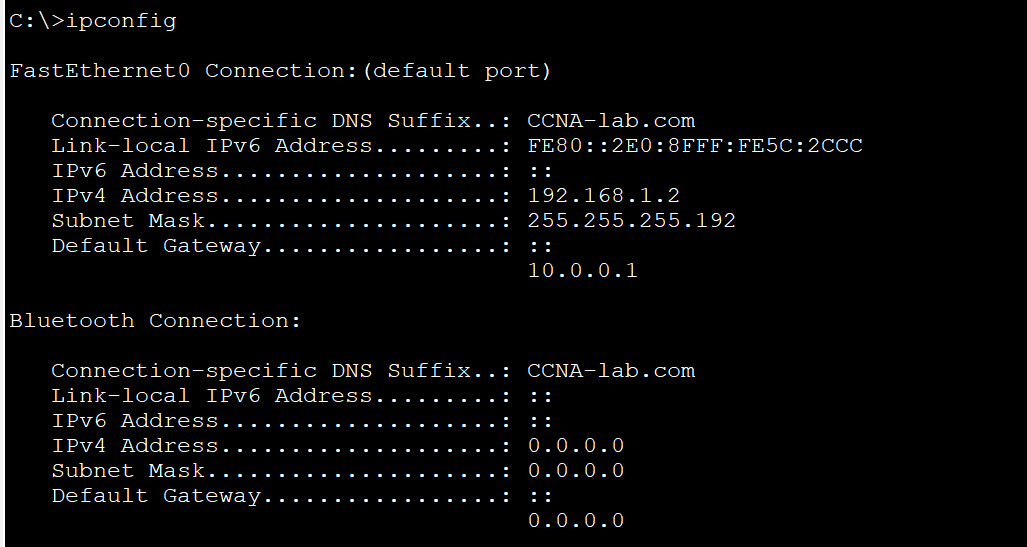 C:\>ipconfig
FastEthernet0 Connection:(default port)
Connection-specific DNS Suffix..: CCNA-lab.com
Link-local IPv6 Address.........: FE80::2E0:8FFF:FE5C:2CCC
IPv6 Address....................: ::
IPv4 Address....................: 192.168.1.2
Subnet Mask.....................: 255.255.255.192
Default Gateway.................: ::
10.0.0.1
Bluetooth Connection:
Connection-specific DNS Suffix..: CCNA-lab.com
Link-local IPv6 Address.........: ::
IPv6 Address....................: ::
IPv4 Address....................: 0.0.0.0
Subnet Mask.....................: 0.0.0.0
Default Gateway.................: ::
0.0.0.0